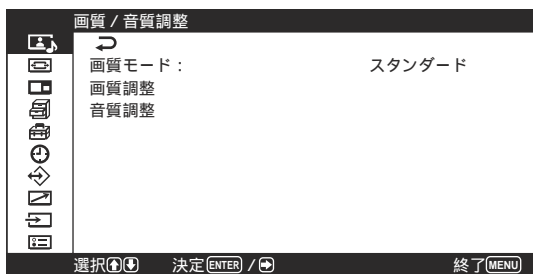 画質 / 音質調整
画質モード： スタンダード
画質調整
音質調整
選択 決定 ENTER / 終了 MENU